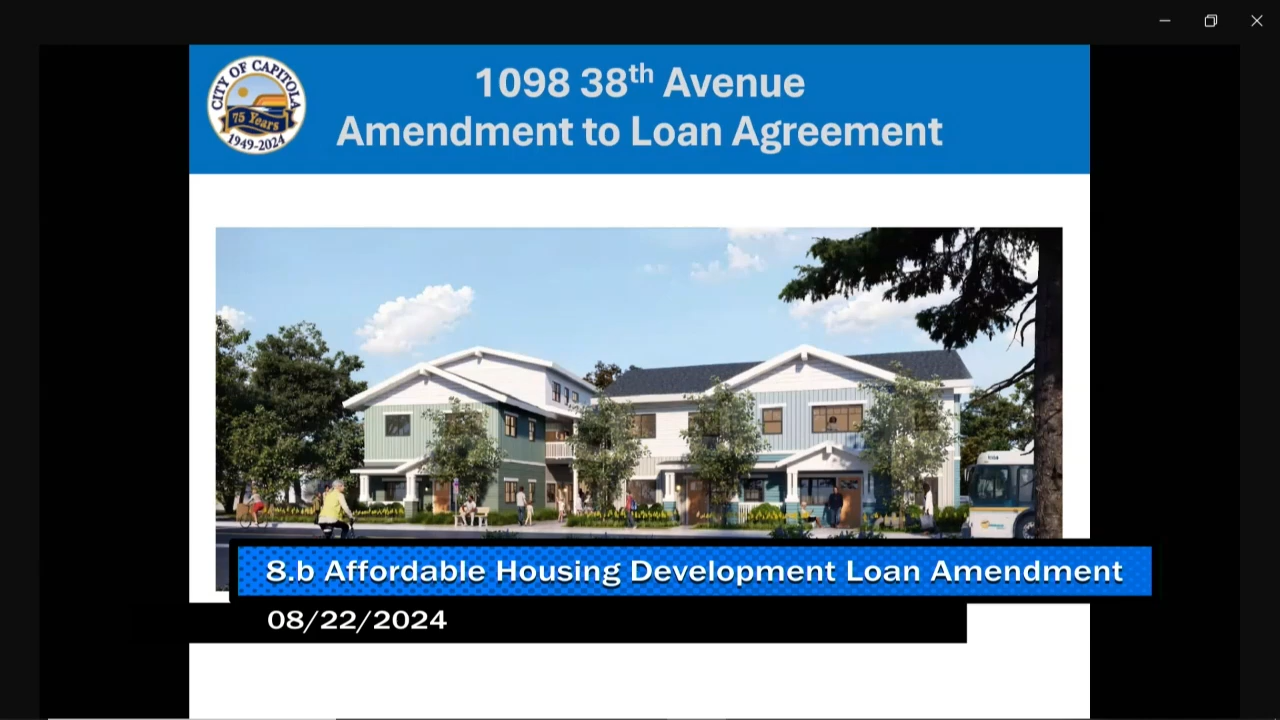 CITY OF CAPITOLA
75 Years
1949-2024
1098 38th Avenue
Amendment to Loan Agreement
8.b Affordable Housing Development Loan Amendment
08/22/2024